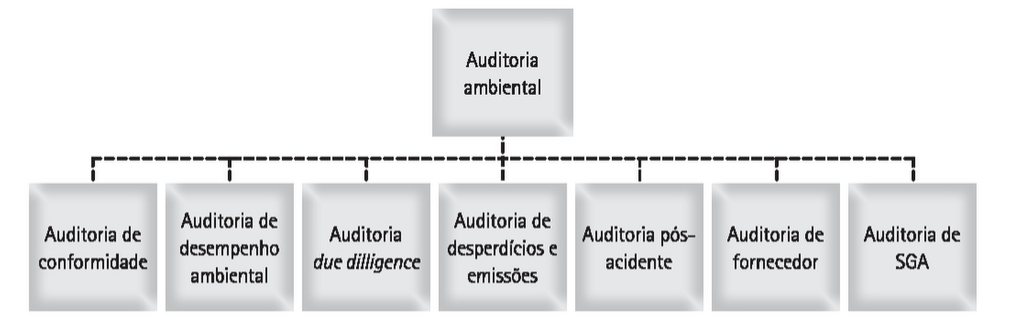 Auditoria
ambiental
Auditoria de
conformidade
Auditoria de
desempenho
ambiental
Auditoria
due dilligence
Auditoria de
desperdícios e
emissões
Auditoria pós-
acidente
Auditoria de
fornecedor
Auditoria de
SGA